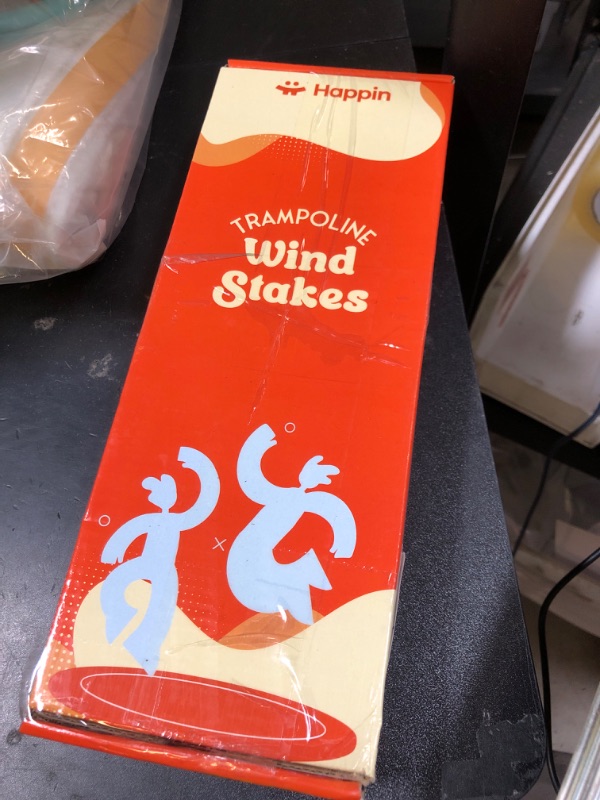 Happin
TRAMPOLINE
Wind
Stakes